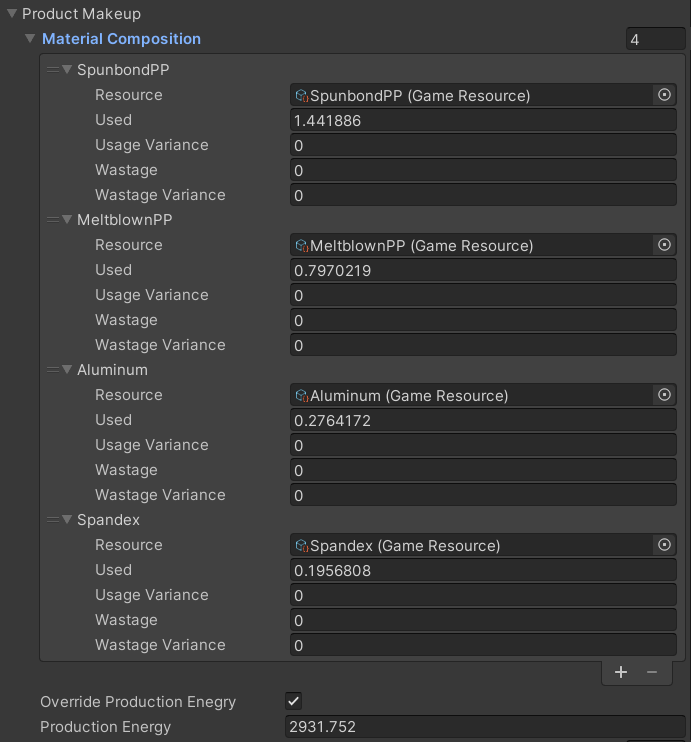 Product Makeup
Material Composition 4
SpunbondPP
Resource SpunbondPP (Game Resource)
Used 1.441886
Usage Variance 0
Wastage 0
Wastage Variance 0
MeltblownPP
Resource MeltblownPP (Game Resource)
Used 0.7970219
Usage Variance 0
Wastage 0
Wastage Variance 0
Aluminum
Resource Aluminum (Game Resource)
Used 0.2764172
Usage Variance 0
Wastage 0
Wastage Variance 0
Spandex
Resource Spandex (Game Resource)
Used 0.1956808
Usage Variance 0
Wastage 0
Wastage Variance 0
+ −
Override Production Enegry
Production Energy 2931.752